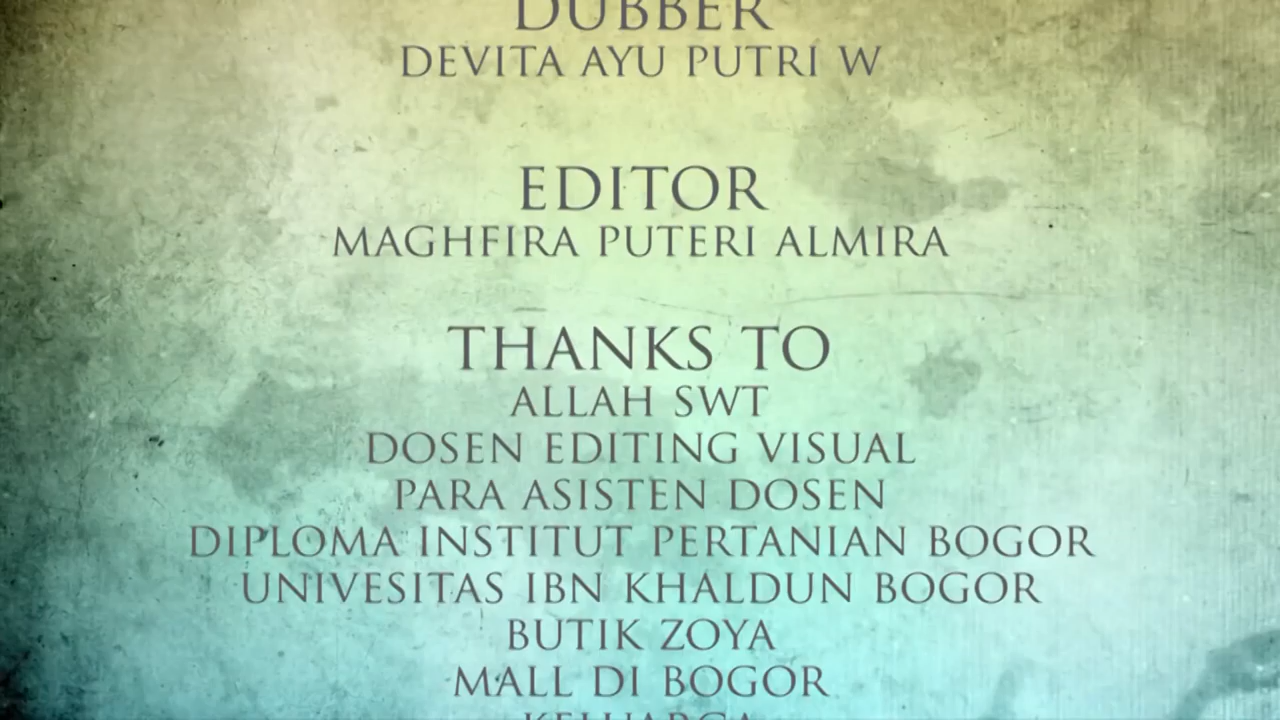 DUBBER
DEVITA AYU PUTRI W
EDITOR
MAGHFIRA PUTERI ALMIRA
THANKS TO
ALLAH SWT
DOSEN EDITING VISUAL
PARA ASISTEN DOSEN
DIPLOMA INSTITUT PERTANIAN BOGOR
UNIVESITAS IBN KHALDUN BOGOR
BUTIK ZOYA
MALL DI BOGOR
KELUARGA